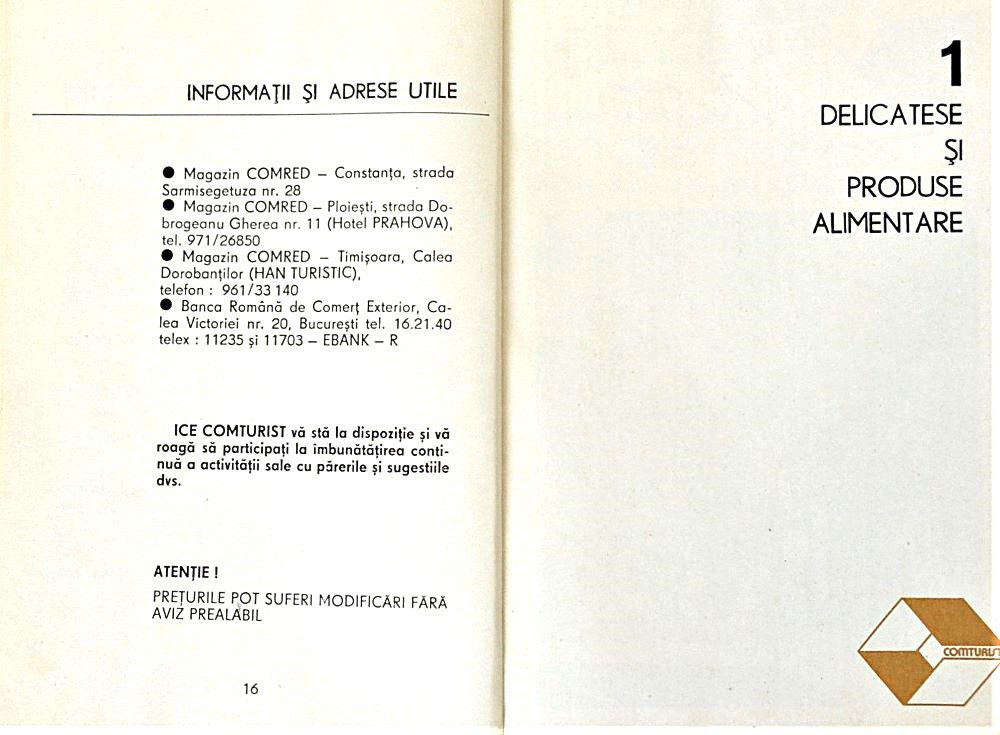 INFORMAŢII ŞI ADRESE UTILE
● Magazin COMRED – Constanţa, strada
Sarmisegetuza nr. 28
● Magazin COMRED – Ploieşti, strada Do-
brogeanu Gherea nr. 11 (Hotel PRAHOVA),
tel. 971/26850
● Magazin COMRED – Timişoara, Calea
Dorobanţilor (HAN TURISTIC),
telefon : 961/33 140
● Banca Română de Comerţ Exterior, Ca-
lea Victoriei nr. 20, Bucureşti tel. 16.21.40
telex : 11235 şi 11703 – EBANK – R
ICE COMTURIST vă stă la dispoziţie şi vă
roagă să participaţi la îmbunătăţirea conti-
nuă a activităţii sale cu părerile şi sugestiile
dvs.
ATENŢIE !
PREŢURILE POT SUFERI MODIFICĂRI FĂRĂ
AVIZ PREALABIL
16
1
DELICATESE
ŞI
PRODUSE
ALIMENTARE
COMTURIST